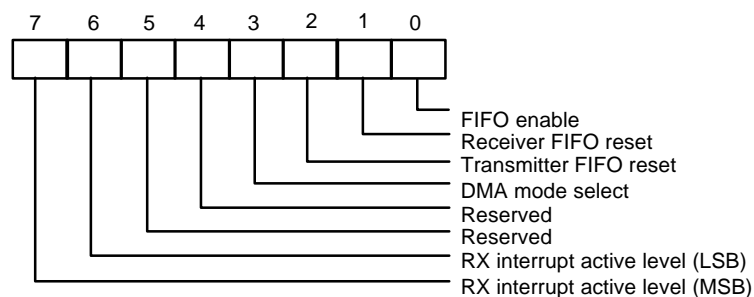 7 6 5 4 3 2 1 0
FIFO enable
Receiver FIFO reset
Transmitter FIFO reset
DMA mode select
Reserved
Reserved
RX interrupt active level (LSB)
RX interrupt active level (MSB)